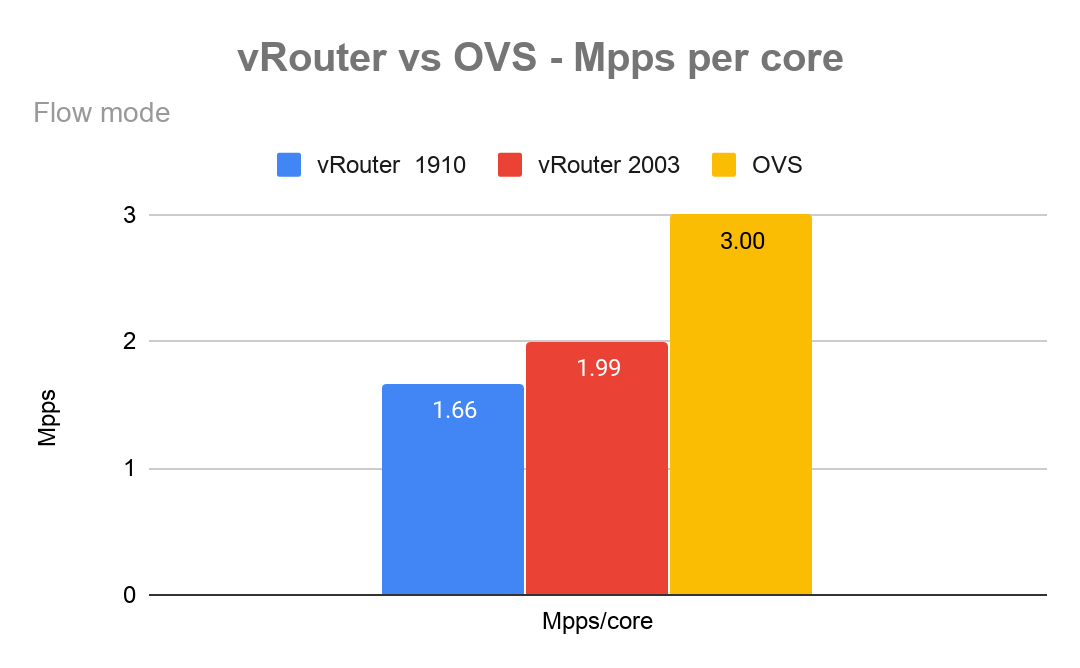 vRouter vs OVS - Mpps per core
Flow mode
vRouter  1910
vRouter 2003
OVS
3
3.00
2
1.99
Mpps
1.66
1
0
Mpps/core